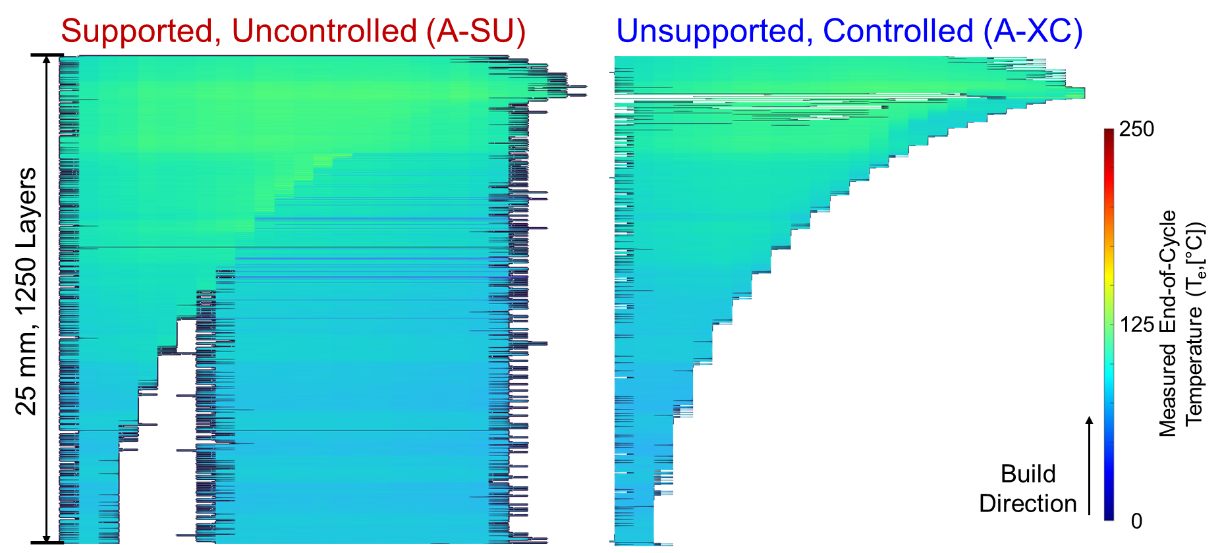 Supported, Uncontrolled (A-SU)
Unsupported, Controlled (A-XC)
25 mm, 1250 Layers
250
125
0
Measured End-of-Cycle
Temperature (Te,[°C])
Build
Direction